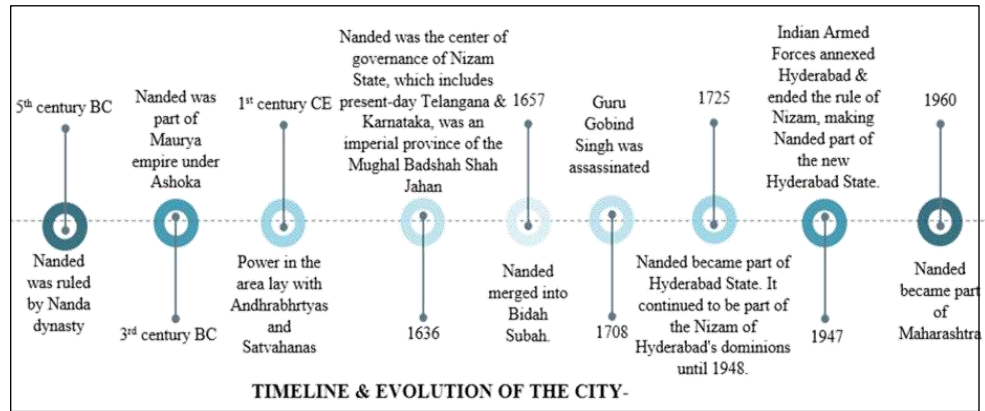 5th century BC
Nanded
was ruled
by Nanda
dynasty
Nanded was
part of
Maurya
empire under
Ashoka
3rd century BC
1st century CE
Power in the
area lay with
Andhrabhrtyas
and
Satvahanas
Nanded was the center of
governance of Nizam
State, which includes
present-day Telangana &
Karnataka, was an
imperial province of the
Mughal Badshah Shah
Jahan
1636
1657
Nanded
merged into
Bidah
Subah.
Guru
Gobind
Singh was
assassinated
1708
1725
Nanded became part of
Hyderabad State. It
continued to be part of
the Nizam of
Hyderabad's dominions
until 1948.
Indian Armed
Forces annexed
Hyderabad &
ended the rule of
Nizam, making
Nanded part of
the new
Hyderabad State.
1947
1960
Nanded
became part
of
Maharashtra
TIMELINE & EVOLUTION OF THE CITY-